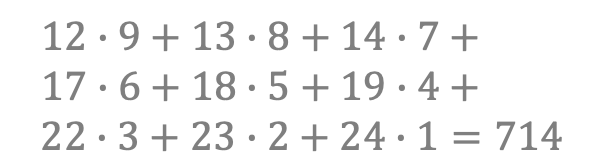 12 · 9 + 13 · 8 + 14 · 7 +
17 · 6 + 18 · 5 + 19 · 4 +
22 · 3 + 23 · 2 + 24 · 1 = 714